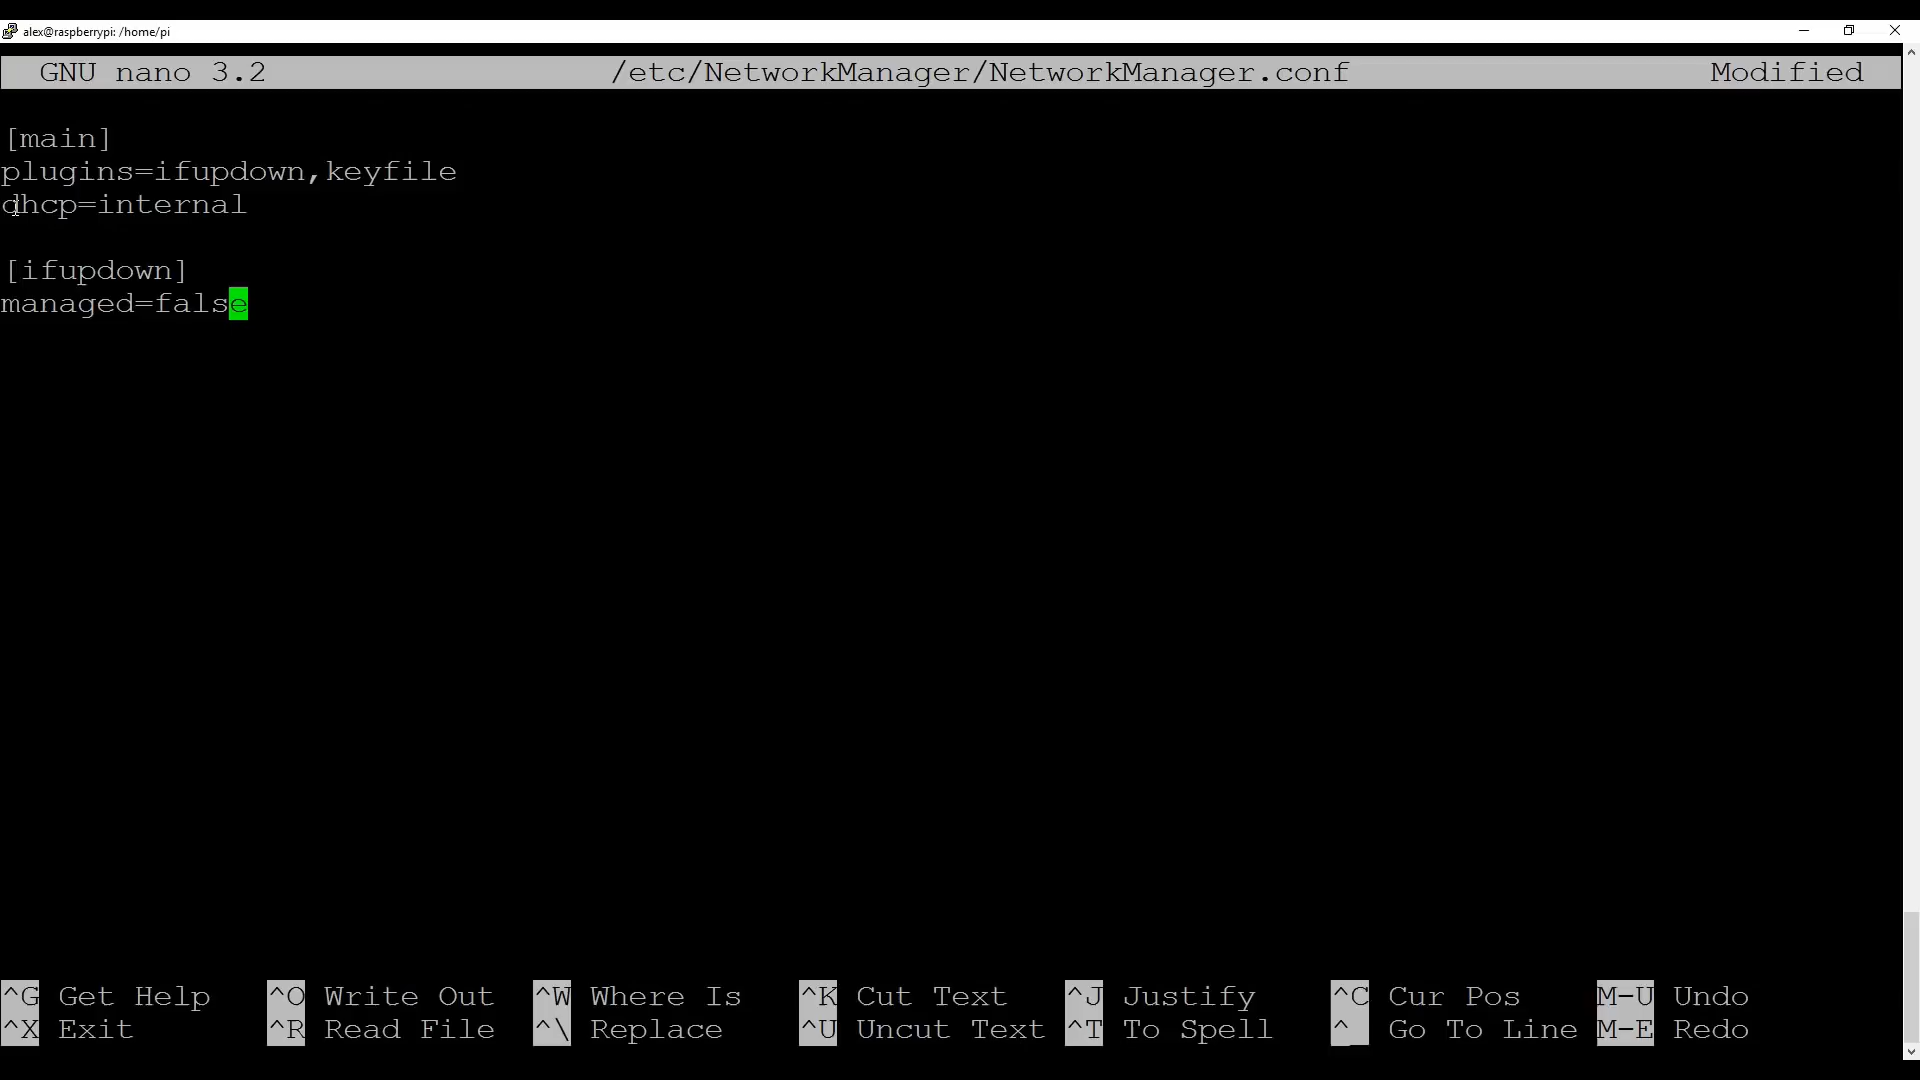 alex@raspberrypi: /home/pi
GNU nano 3.2 /etc/NetworkManager/NetworkManager.conf Modified
[main]
plugins=ifupdown,keyfile
dhcp=internal
[ifupdown]
managed=false
^G Get Help ^O Write Out ^W Where Is ^K Cut Text ^J Justify ^C Cur Pos M-U Undo
^X Exit ^R Read File ^\ Replace ^U Uncut Text ^T To Spell ^_ Go To Line M-E Redo